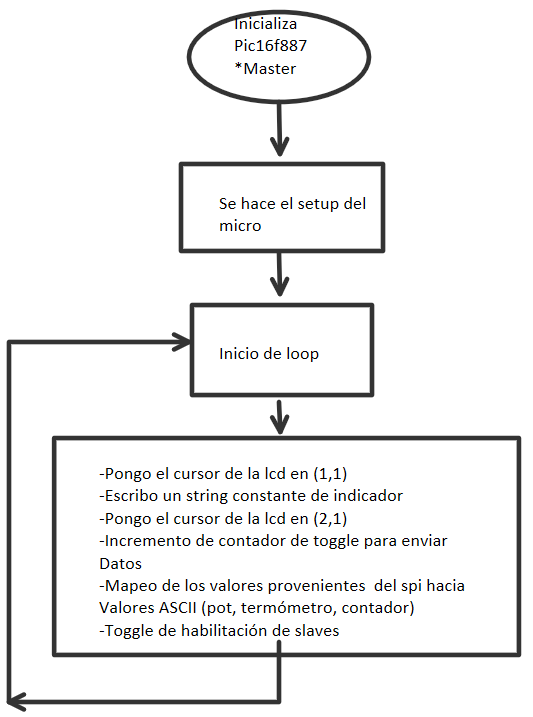 Inicializa
Pic16f887
*Master
Se hace el setup del
micro
Inicio de loop
-Pongo el cursor de la lcd en (1,1)
-Escribo un string constante de indicador
-Pongo el cursor de la lcd en (2,1)
-Incremento de contador de toggle para enviar
Datos
-Mapeo de los valores provenientes  del spi hacia
Valores ASCII (pot, termómetro, contador)
-Toggle de habilitación de slaves